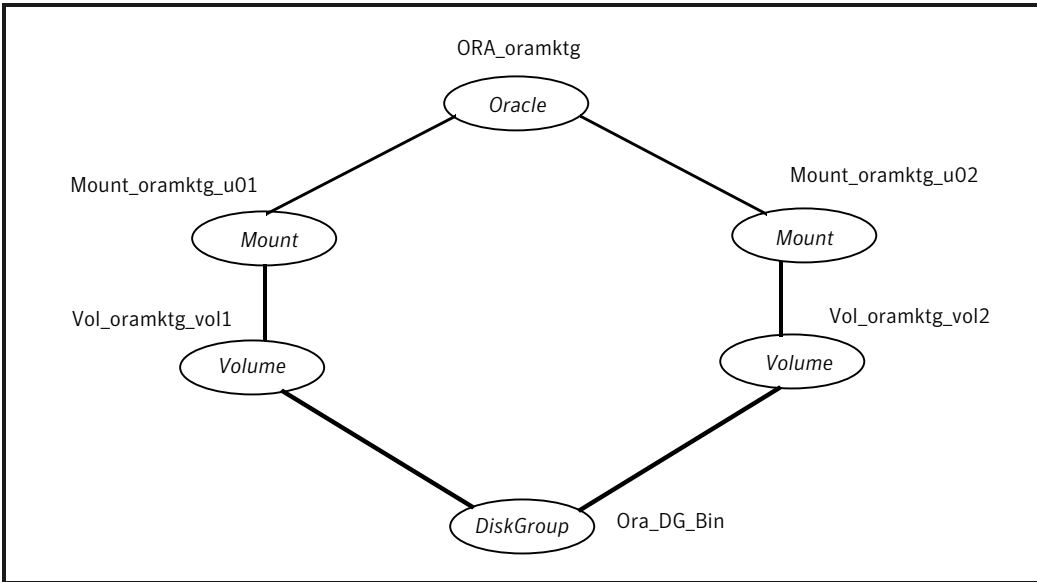 ORA_oramktg
Oracle
Mount_oramktg_u01
Mount_oramktg_u02
Mount
Mount
Vol_oramktg_vol1
Vol_oramktg_vol2
Volume
Volume
DiskGroup
Ora_DG_Bin